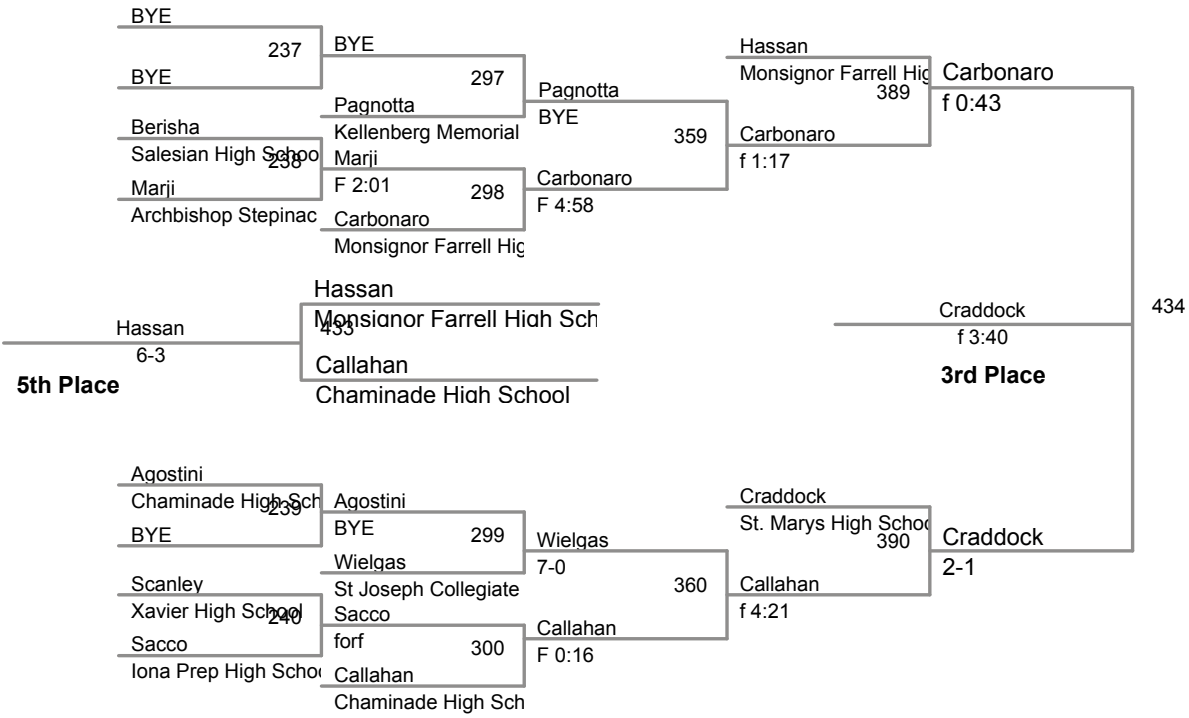 BYE
237
BYE
BYE
297
Pagnotta
Kellenberg Memorial
Pagnotta
BYE
359
Hassan
Monsignor Farrell Hig
389
Carbonaro
f 0:43
Berisha
Salesian High Schoo
238
Marji
Archbishop Stepinac
Marji
F 2:01
298
Carbonaro
Monsignor Farrell Hig
Carbonaro
F 4:58
Carbonaro
f 1:17
Hassan
Monsignor Farrell High Sch
433
Hassan
6-3
5th Place
Callahan
Chaminade High School
Craddock
f 3:40
3rd Place
434
Agostini
Chaminade High Sch
239
BYE
Agostini
BYE
299
Wielgas
St Joseph Collegiate
Wielgas
7-0
360
Craddock
St. Marys High Schoo
390
Craddock
2-1
Scanley
Xavier High School
240
Sacco
Iona Prep High Schoo
Sacco
forf
300
Callahan
Chaminade High Sch
Callahan
F 0:16
Callahan
f 4:21